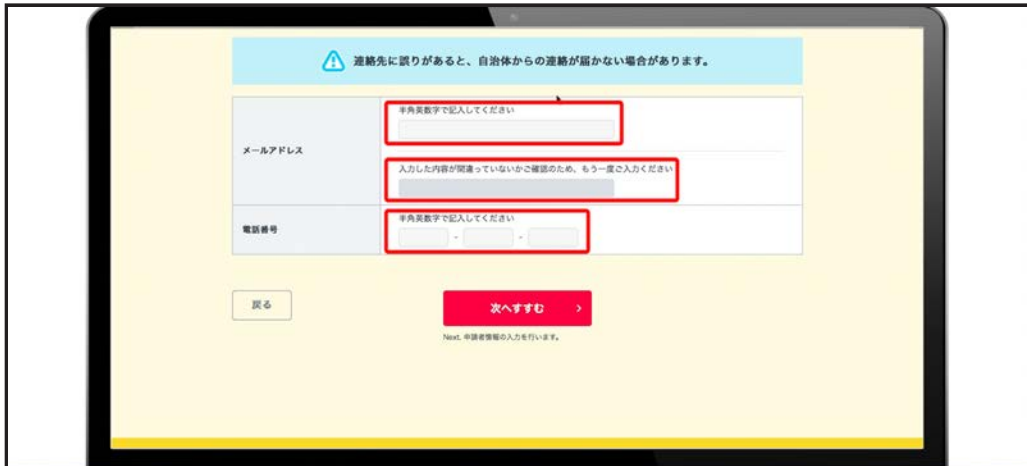 連絡先に誤りがあると、自治体からの連絡が届かない場合があります。
半角英数字で記入してください
メールアドレス
入力した内容が間違っていないかご確認のため、もう一度ご入力ください
電話番号
半角英数字で記入してください
- -
戻る
次へすすむ
Next. 申請者情報の入力を行います。